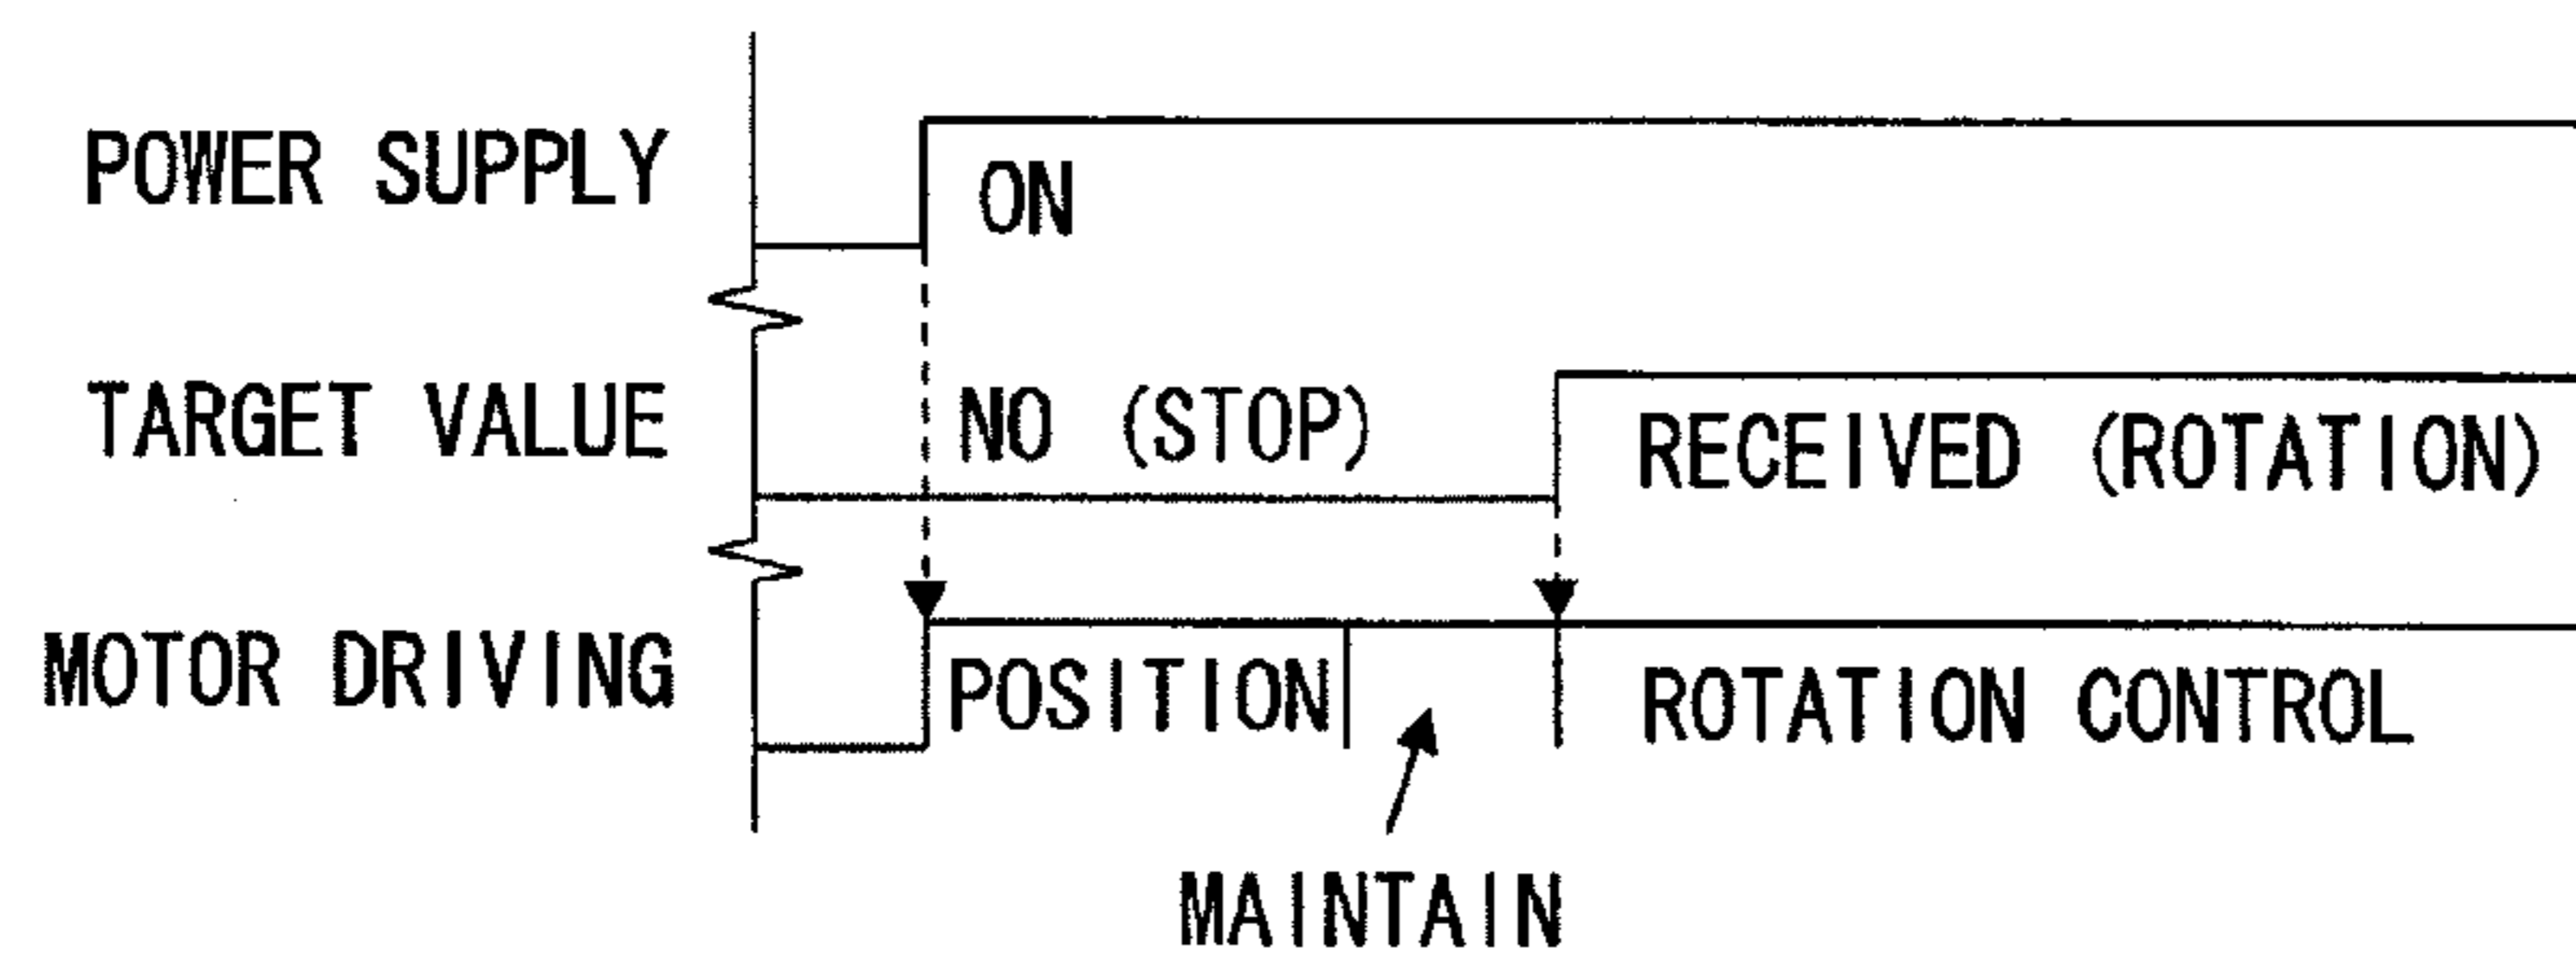 POWER SUPPLY
ON
TARGET VALUE
NO (STOP)
RECEIVED (ROTATION)
MOTOR DRIVING
POSITION
ROTATION CONTROL
MAINTAIN